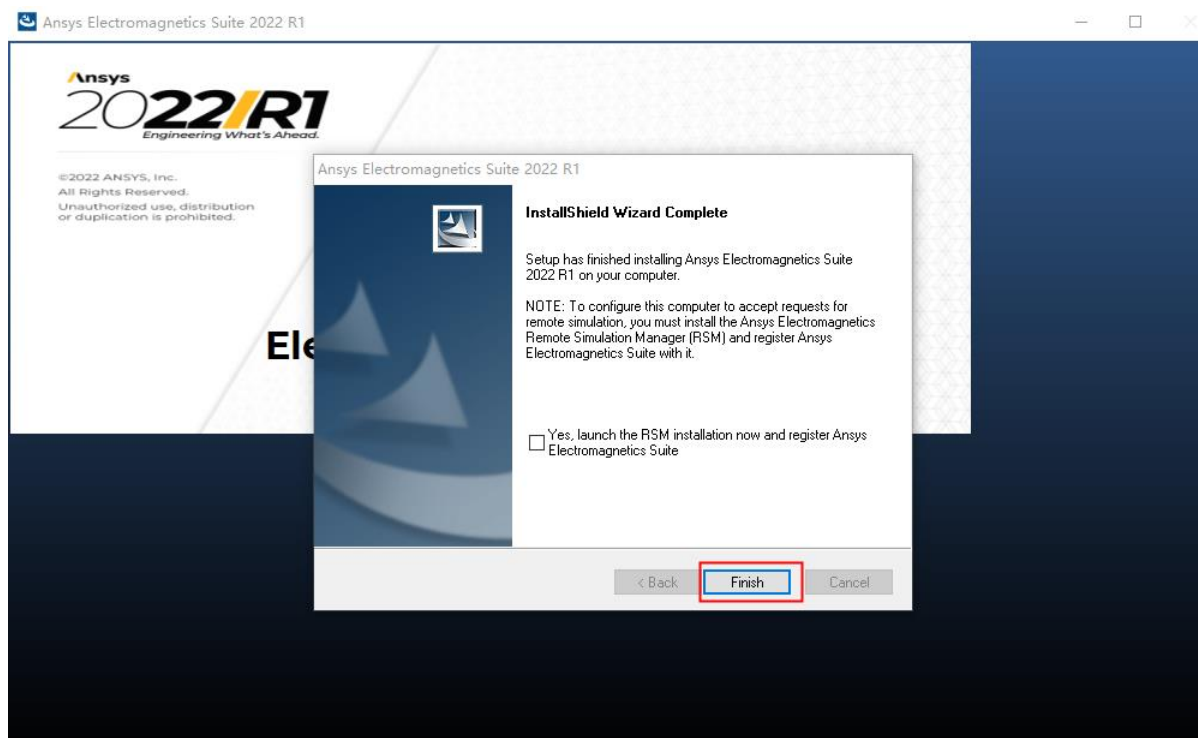 Ansys Electromagnetics Suite 2022 R1
Ansys
2022/R1
Engineering What's Ahead.
©2022 ANSYS, Inc.
All Rights Reserved.
Unauthorized use, distribution
or duplication is prohibited.
Ansys Electromagnetics Suite 2022 R1
InstallShield Wizard Complete
Setup has finished installing Ansys Electromagnetics Suite
2022 R1 on your computer.
NOTE: To configure this computer to accept requests for
remote simulation, you must install the Ansys Electromagnetics
Remote Simulation Manager (RSM) and register Ansys
Electromagnetics Suite with it.
Ele
Yes, launch the RSM installation now and register Ansys
Electromagnetics Suite
< Back
Finish
Cancel